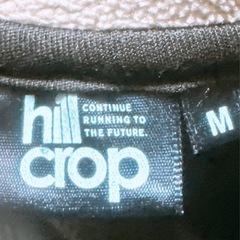 hill
CONTINUE
RUNNING TO
THE FUTURE.
crop
M